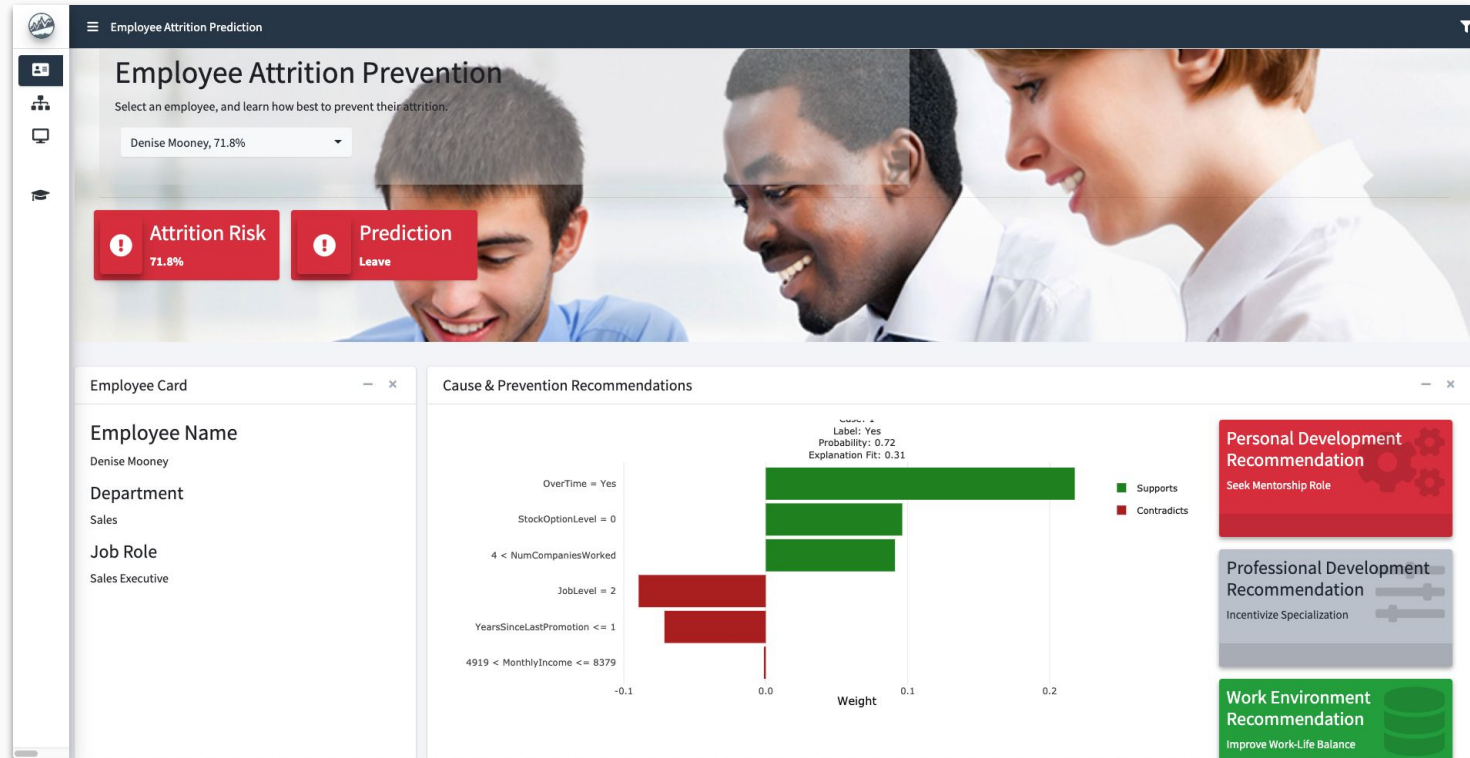 Employee Attrition Prediction
Employee Attrition Prevention
Select an employee, and learn how best to prevent their attrition.
Denise Mooney, 71.8%
Attrition Risk
71.8%
Prediction
Leave
Employee Card
Employee Name
Denise Mooney
Department
Sales
Job Role
Sales Executive
Cause & Prevention Recommendations
Case: 1
Label: Yes
Probability: 0.72
Explanation Fit: 0.31
OverTime = Yes
StockOptionLevel = 0
4 < NumCompaniesWorked
JobLevel = 2
YearsSinceLastPromotion <= 1
4919 < MonthlyIncome <= 8379
-0.1
0.0
0.1
0.2
Weight
Supports
Contradicts
Personal Development
Recommendation
Seek Mentorship Role
Professional Development
Recommendation
Incentivize Specialization
Work Environment
Recommendation
Improve Work-Life Balance